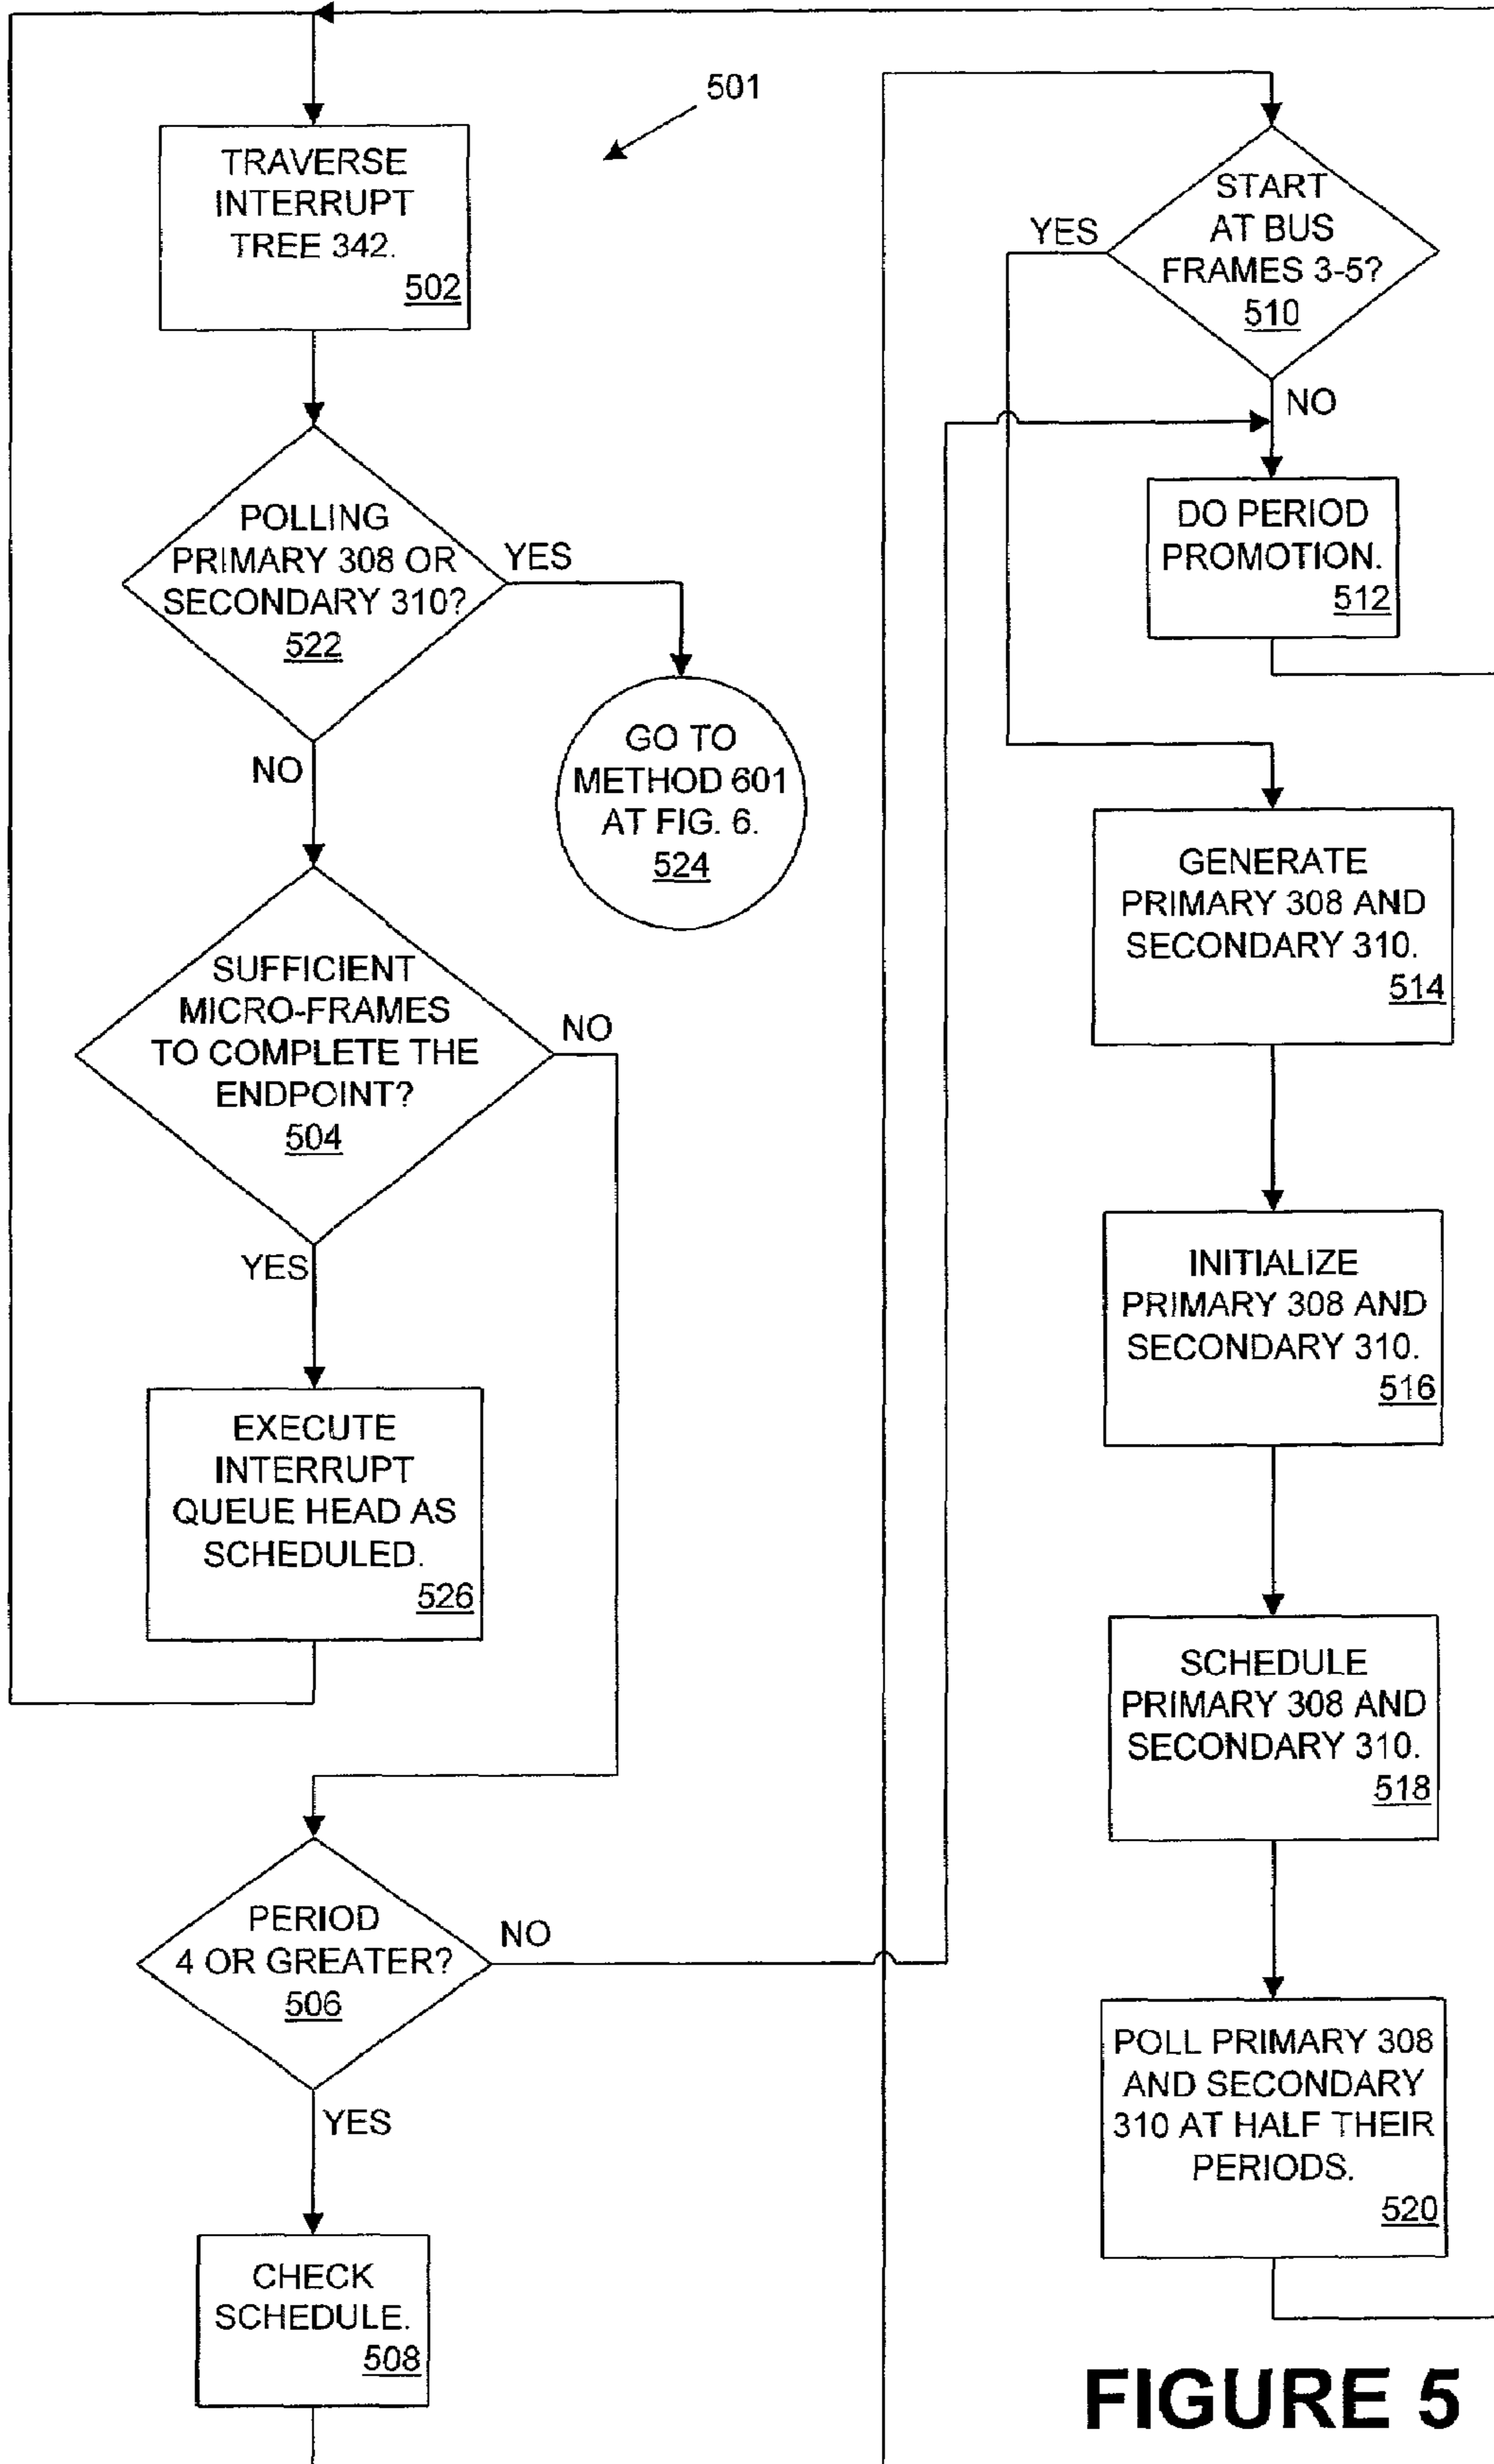 501
TRAVERSE
INTERRUPT
TREE 342.
502
POLLING
PRIMARY 308 OR
SECONDARY 310?
522
YES
NO
GO TO
METHOD 601
AT FIG. 6.
524
SUFFICIENT
MICRO-FRAMES
TO COMPLETE THE
ENDPOINT?
504
NO
YES
EXECUTE
INTERRUPT
QUEUE HEAD AS
SCHEDULED.
526
PERIOD
4 OR GREATER?
506
NO
YES
CHECK
SCHEDULE.
508
START
AT BUS
FRAMES 3-5?
510
YES
NO
DO PERIOD
PROMOTION.
512
GENERATE
PRIMARY 308 AND
SECONDARY 310.
514
INITIALIZE
PRIMARY 308 AND
SECONDARY 310.
516
SCHEDULE
PRIMARY 308 AND
SECONDARY 310.
518
POLL PRIMARY 308
AND SECONDARY
310 AT HALF THEIR
PERIODS.
520
FIGURE 5